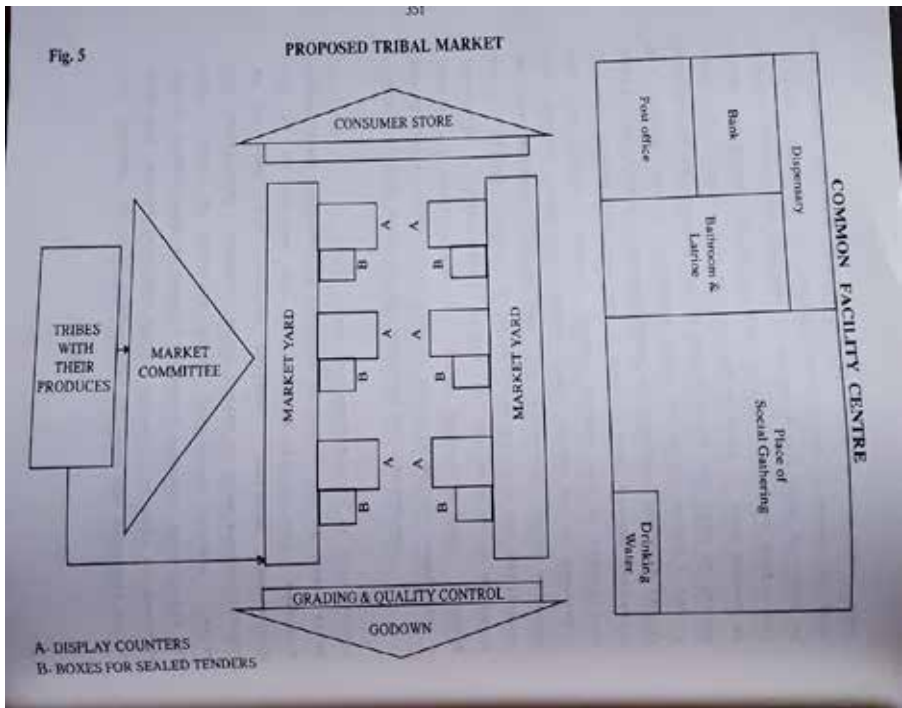 351
Fig. 5
PROPOSED TRIBAL MARKET
CONSUMER STORE
TRIBES
WITH
THEIR
PRODUCES
MARKET
COMMITTEE
MARKET YARD
A
B
A
B
A
B
A
B
A
B
A
B
MARKET YARD
GRADING & QUALITY CONTROL
GODOWN
COMMON FACILITY CENTRE
Dispensary
Bank
Post office
Bathroom &
Latrine
Place of
Social Gathering
Drinking
Water
A- DISPLAY COUNTERS
B- BOXES FOR SEALED TENDERS